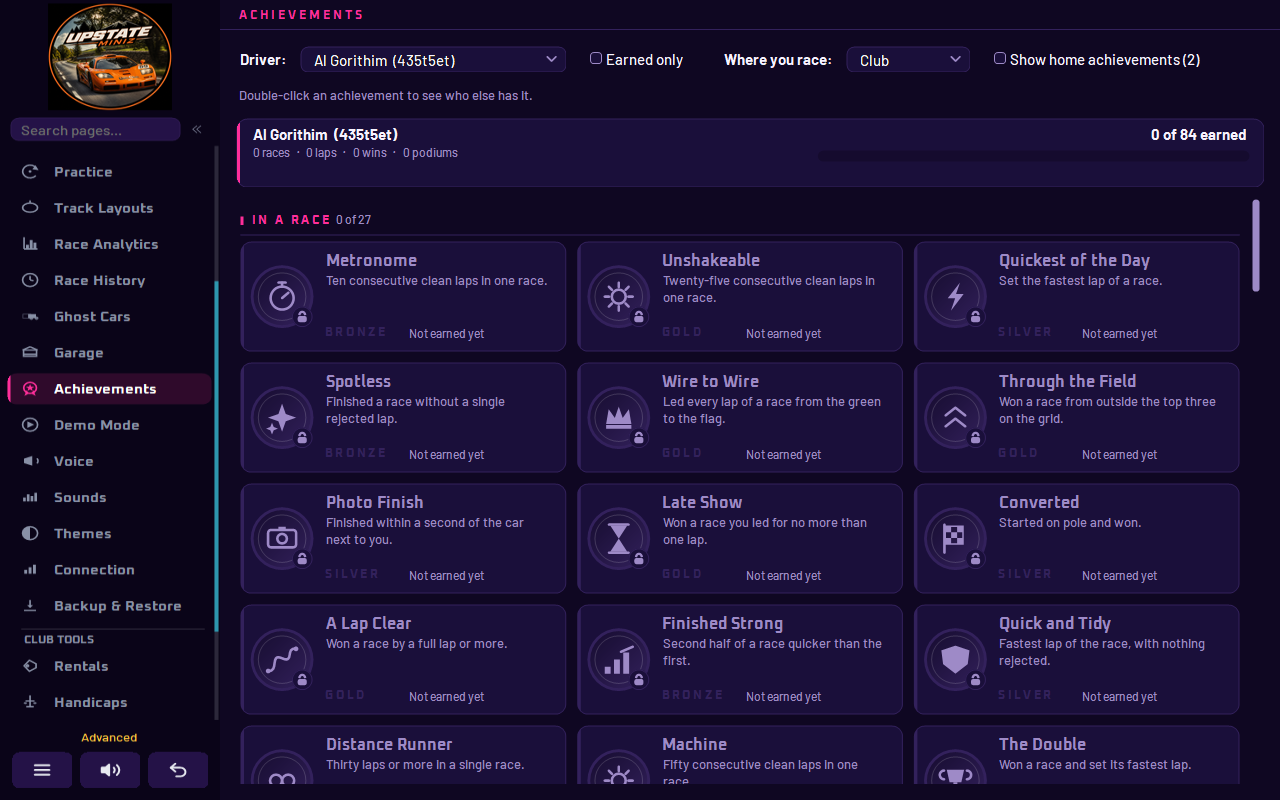 UPSTATE
MINIZ
Search pages...
Practice
Track Layouts
Race Analytics
Race History
Ghost Cars
Garage
Achievements
Demo Mode
Voice
Sounds
Themes
Connection
Backup & Restore
CLUB TOOLS
Rentals
Handicaps
Advanced
ACHIEVEMENTS
Driver: Al Gorithim (435t5et) Earned only Where you race: Club Show home achievements (2)
Double-click an achievement to see who else has it.
Al Gorithim (435t5et) 0 of 84 earned
0 races · 0 laps · 0 wins · 0 podiums
IN A RACE 0 of 27
Metronome
Ten consecutive clean laps in one race.
BRONZE Not earned yet
Unshakeable
Twenty-five consecutive clean laps in
one race.
GOLD Not earned yet
Quickest of the Day
Set the fastest lap of a race.
SILVER Not earned yet
Spotless
Finished a race without a single
rejected lap.
BRONZE Not earned yet
Wire to Wire
Led every lap of a race from the green
to the flag.
GOLD Not earned yet
Through the Field
Won a race from outside the top three
on the grid.
GOLD Not earned yet
Photo Finish
Finished within a second of the car
next to you.
SILVER Not earned yet
Late Show
Won a race you led for no more than
one lap.
GOLD Not earned yet
Converted
Started on pole and won.
SILVER Not earned yet
A Lap Clear
Won a race by a full lap or more.
GOLD Not earned yet
Finished Strong
Second half of a race quicker than the
first.
BRONZE Not earned yet
Quick and Tidy
Fastest lap of the race, with nothing
rejected.
SILVER Not earned yet
Distance Runner
Thirty laps or more in a single race.
Machine
Fifty consecutive clean laps in one
race.
The Double
Won a race and set its fastest lap.